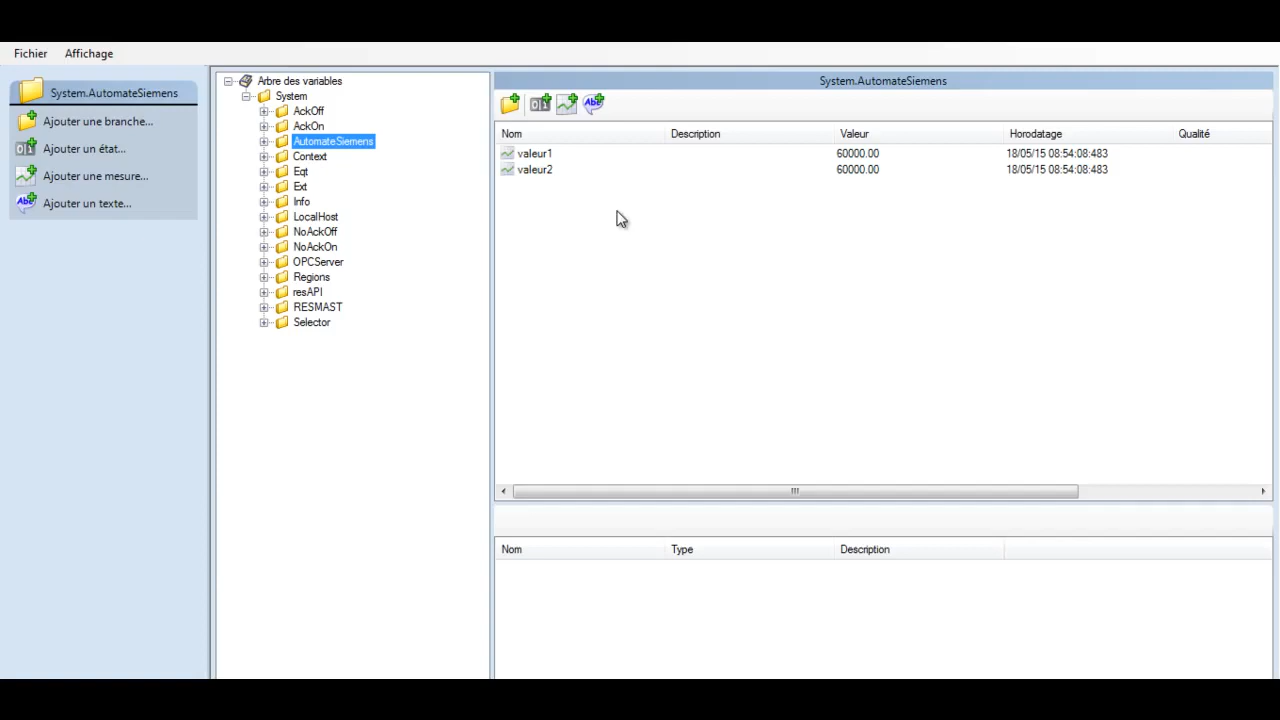 Fichier Affichage
System.AutomateSiemens
Ajouter une branche...
Ajouter un état...
Ajouter une mesure...
Ajouter un texte...
Arbre des variables
System
AckOff
AckOn
AutomateSiemens
Context
Eqt
Ext
Info
LocalHost
NoAckOff
NoAckOn
OPCServer
Regions
resAPI
RESMAST
Selector
System.AutomateSiemens
Nom Description Valeur Horodatage Qualité
valeur1 60000.00 18/05/15 08:54:08:483
valeur2 60000.00 18/05/15 08:54:08:483
Nom Type Description